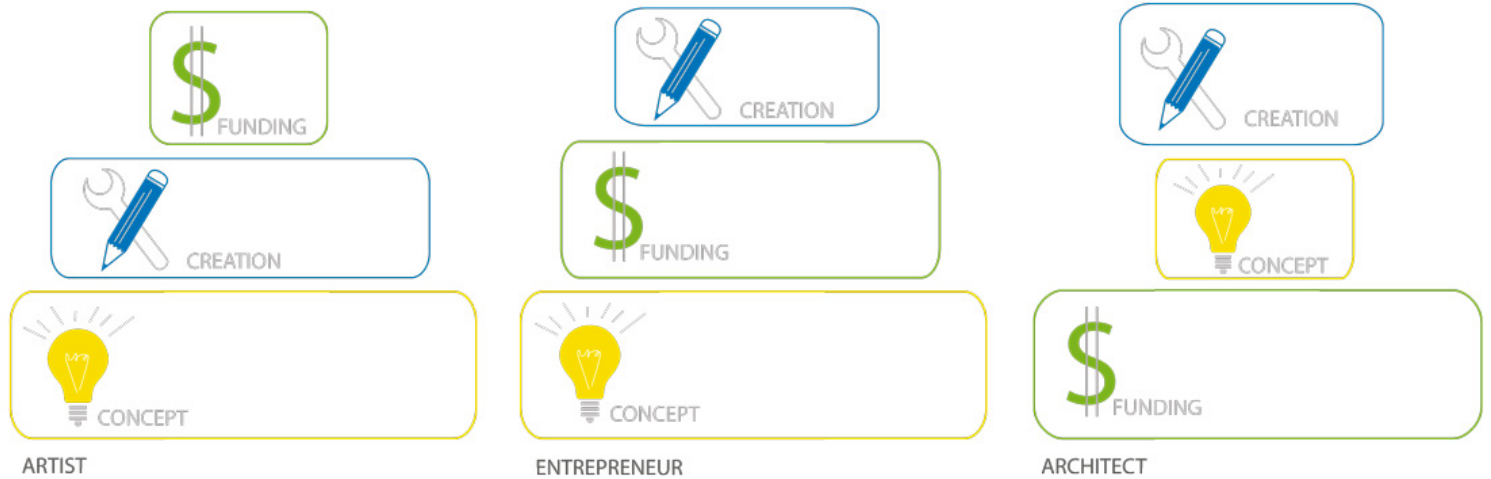 FUNDING
CREATION
CONCEPT
ARTIST
CREATION
FUNDING
CONCEPT
ENTREPRENEUR
CREATION
CONCEPT
FUNDING
ARCHITECT